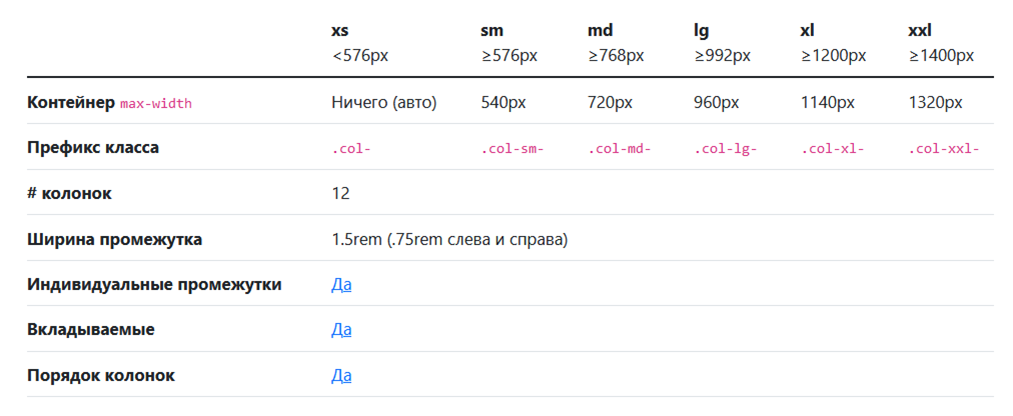 xs sm md lg xl xxl
<576px ≥576px ≥768px ≥992px ≥1200px ≥1400px
Контейнер max-width Ничего (авто) 540px 720px 960px 1140px 1320px
Префикс класса .col- .col-sm- .col-md- .col-lg- .col-xl- .col-xxl-
# колонок 12
Ширина промежутка 1.5rem (.75rem слева и справа)
Индивидуальные промежутки Да
Вкладываемые Да
Порядок колонок Да